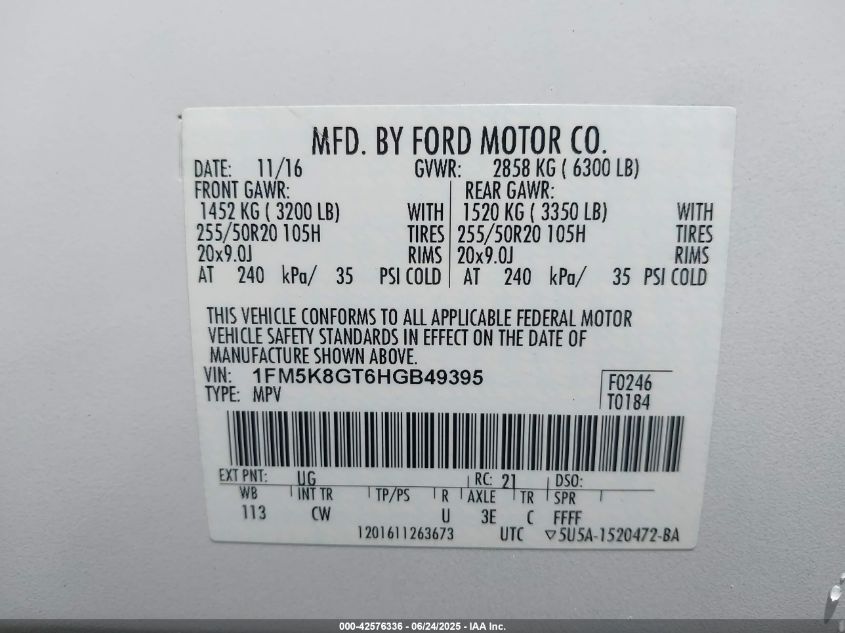 MFD. BY FORD MOTOR CO.
DATE: 11/16 GVWR: 2858 KG ( 6300 LB)
FRONT GAWR: REAR GAWR:
1452 KG ( 3200 LB) WITH 1520 KG ( 3350 LB) WITH
255/50R20 105H TIRES 255/50R20 105H TIRES
20x9.0J RIMS 20x9.0J RIMS
AT 240 kPa/ 35 PSI COLD AT 240 kPa/ 35 PSI COLD
THIS VEHICLE CONFORMS TO ALL APPLICABLE FEDERAL MOTOR
VEHICLE SAFETY STANDARDS IN EFFECT ON THE DATE OF
MANUFACTURE SHOWN ABOVE.
VIN: 1FM5K8GT6HGB49395 F0246
TYPE: MPV T0184
EXT PNT: UG RC: 21 DSO:
WB INT TR TP/PS R AXLE TR SPR
113 CW U 3E C FFFF
1201611263673 UTC ▽5U5A-1520472-BA
000-42576336 - 06/24/2025 - IAA Inc.